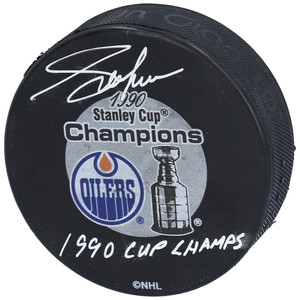 1990
Stanley Cup®
Champions
OILERS
1990 CUP CHAMPS
©NHL